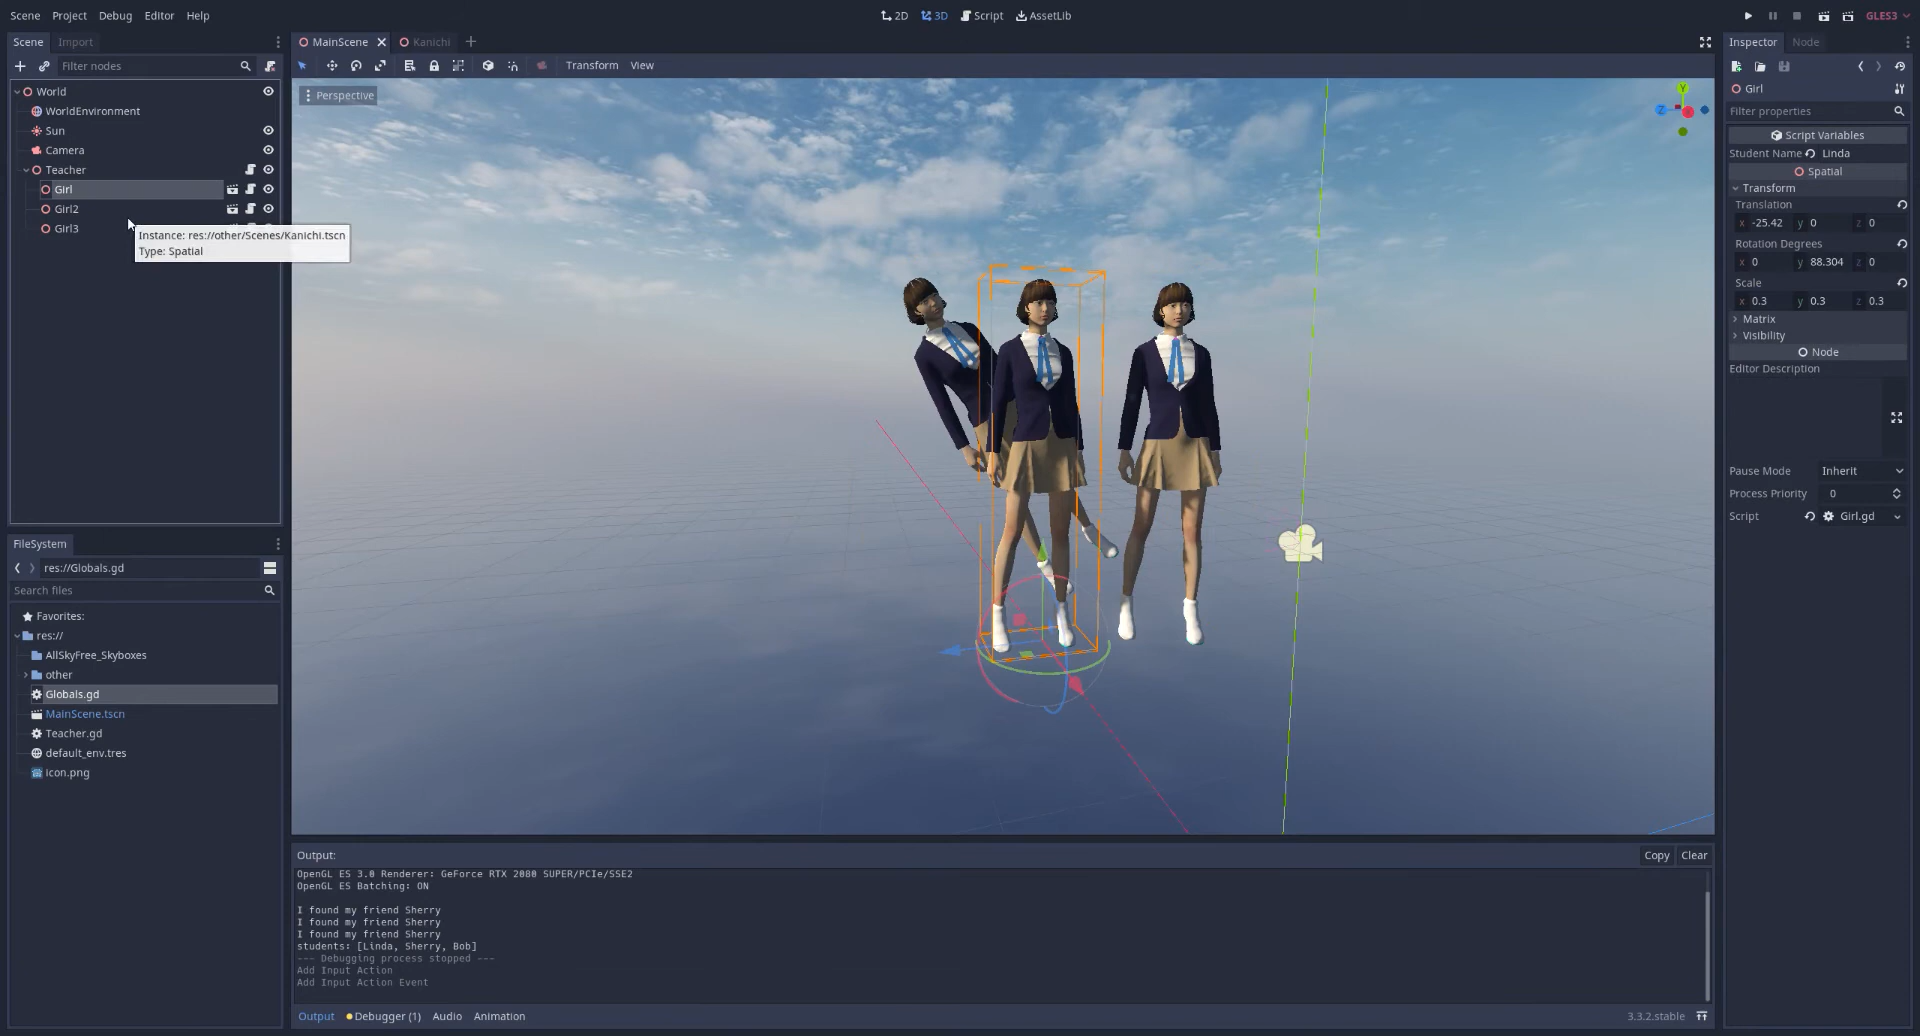 Scene Project Debug Editor Help
2D 3D Script AssetLib
GLES3
Scene Import
Filter nodes
World
WorldEnvironment
Sun
Camera
Teacher
Girl
Girl2
Girl3
Instance: res://other/Scenes/Kanichi.tscn
Type: Spatial
FileSystem
res://Globals.gd
Search files
Favorites:
res://
AllSkyFree_Skyboxes
other
Globals.gd
MainScene.tscn
Teacher.gd
default_env.tres
icon.png
MainScene Kanichi
Transform View
Perspective
Y
Z
Output:
Copy Clear
OpenGL ES 3.0 Renderer: GeForce RTX 2080 SUPER/PCIe/SSE2
OpenGL ES Batching: ON
I found my friend Sherry
I found my friend Sherry
I found my friend Sherry
students: [Linda, Sherry, Bob]
--- Debugging process stopped ---
Add Input Action
Add Input Action Event
Output Debugger (1) Audio Animation
3.3.2.stable
Inspector Node
Girl
Filter properties
Script Variables
Student Name Linda
Spatial
Transform
Translation
x -25.42 y 0 z 0
Rotation Degrees
x 0 y 88.304 z 0
Scale
x 0.3 y 0.3 z 0.3
Matrix
Visibility
Node
Editor Description
Pause Mode Inherit
Process Priority 0
Script Girl.gd